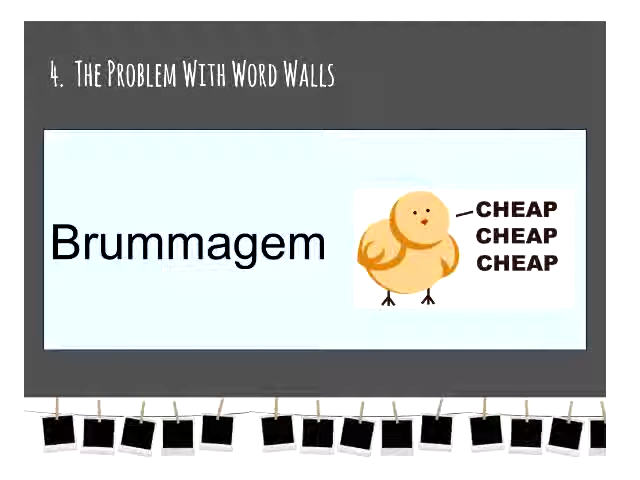 4. The Problem With Word Walls
Brummagem
CHEAP
CHEAP
CHEAP